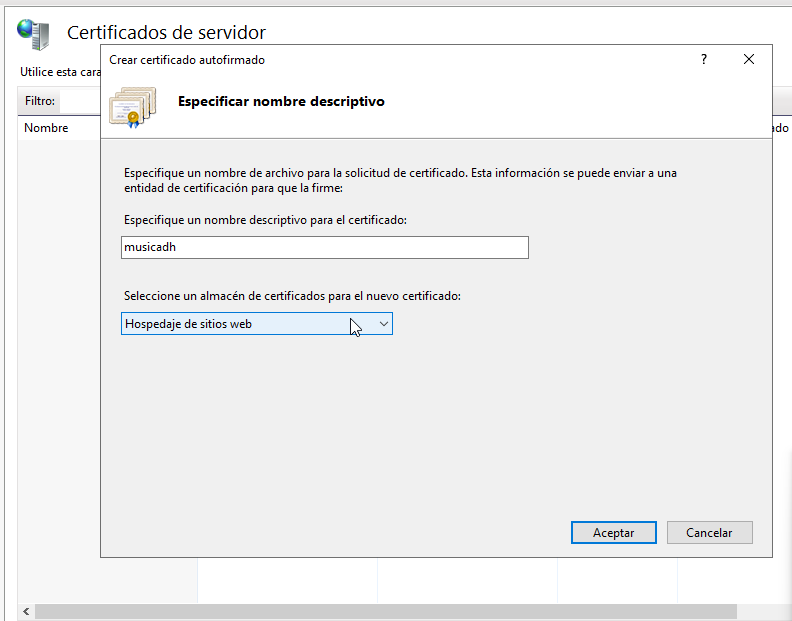 Certificados de servidor
Crear certificado autofirmado
?
Utilice esta cara
Especificar nombre descriptivo
Filtro:
Nombre
ado
Especifique un nombre de archivo para la solicitud de certificado. Esta información se puede enviar a una
entidad de certificación para que la firme:
Especifique un nombre descriptivo para el certificado:
musicadh
Seleccione un almacén de certificados para el nuevo certificado:
Hospedaje de sitios web
Aceptar
Cancelar